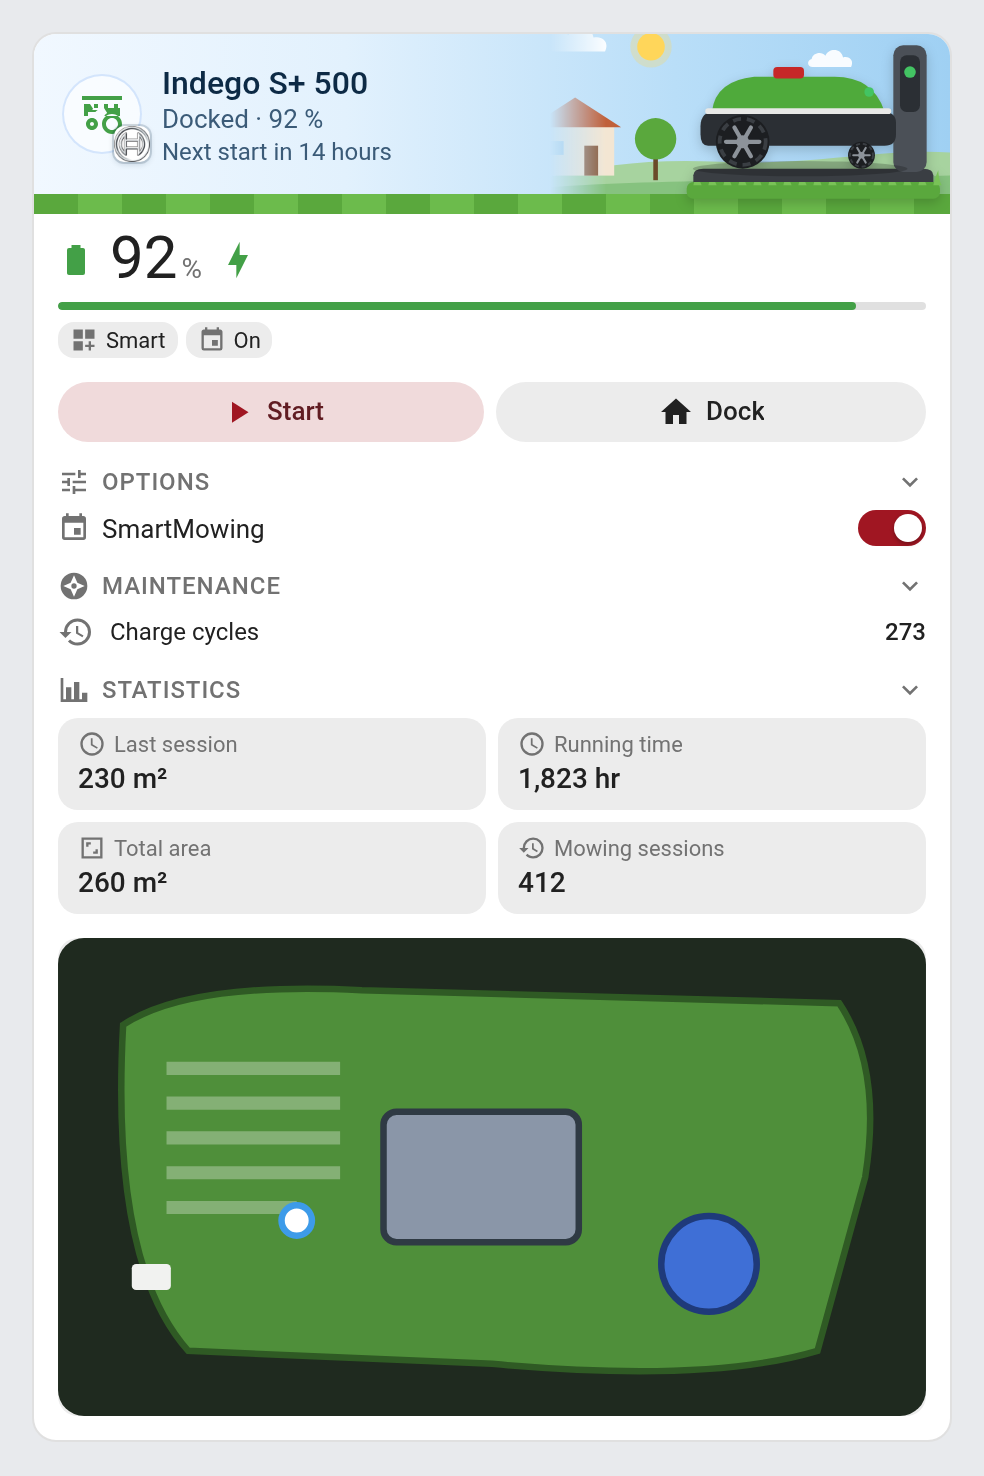 Indego S+ 500
Docked · 92 %
Next start in 14 hours
92 %
Smart
On
Start
Dock
OPTIONS
SmartMowing
MAINTENANCE
Charge cycles
273
STATISTICS
Last session
230 m²
Running time
1,823 hr
Total area
260 m²
Mowing sessions
412